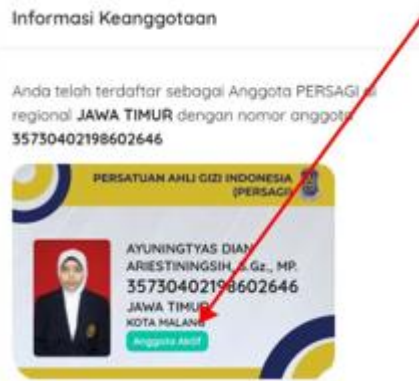 Informasi Keanggotaan
Anda telah terdaftar sebagai Anggota PERSAGI di
regional JAWA TIMUR dengan nomor anggota
35730402198602646
PERSATUAN AHLI GIZI INDONESIA
(PERSAGI)
AYUNINGTYAS DIAN
ARIESTININGSIH, S.Gz., MP.
35730402198602646
JAWA TIMUR
KOTA MALANG
Anggota Aktif